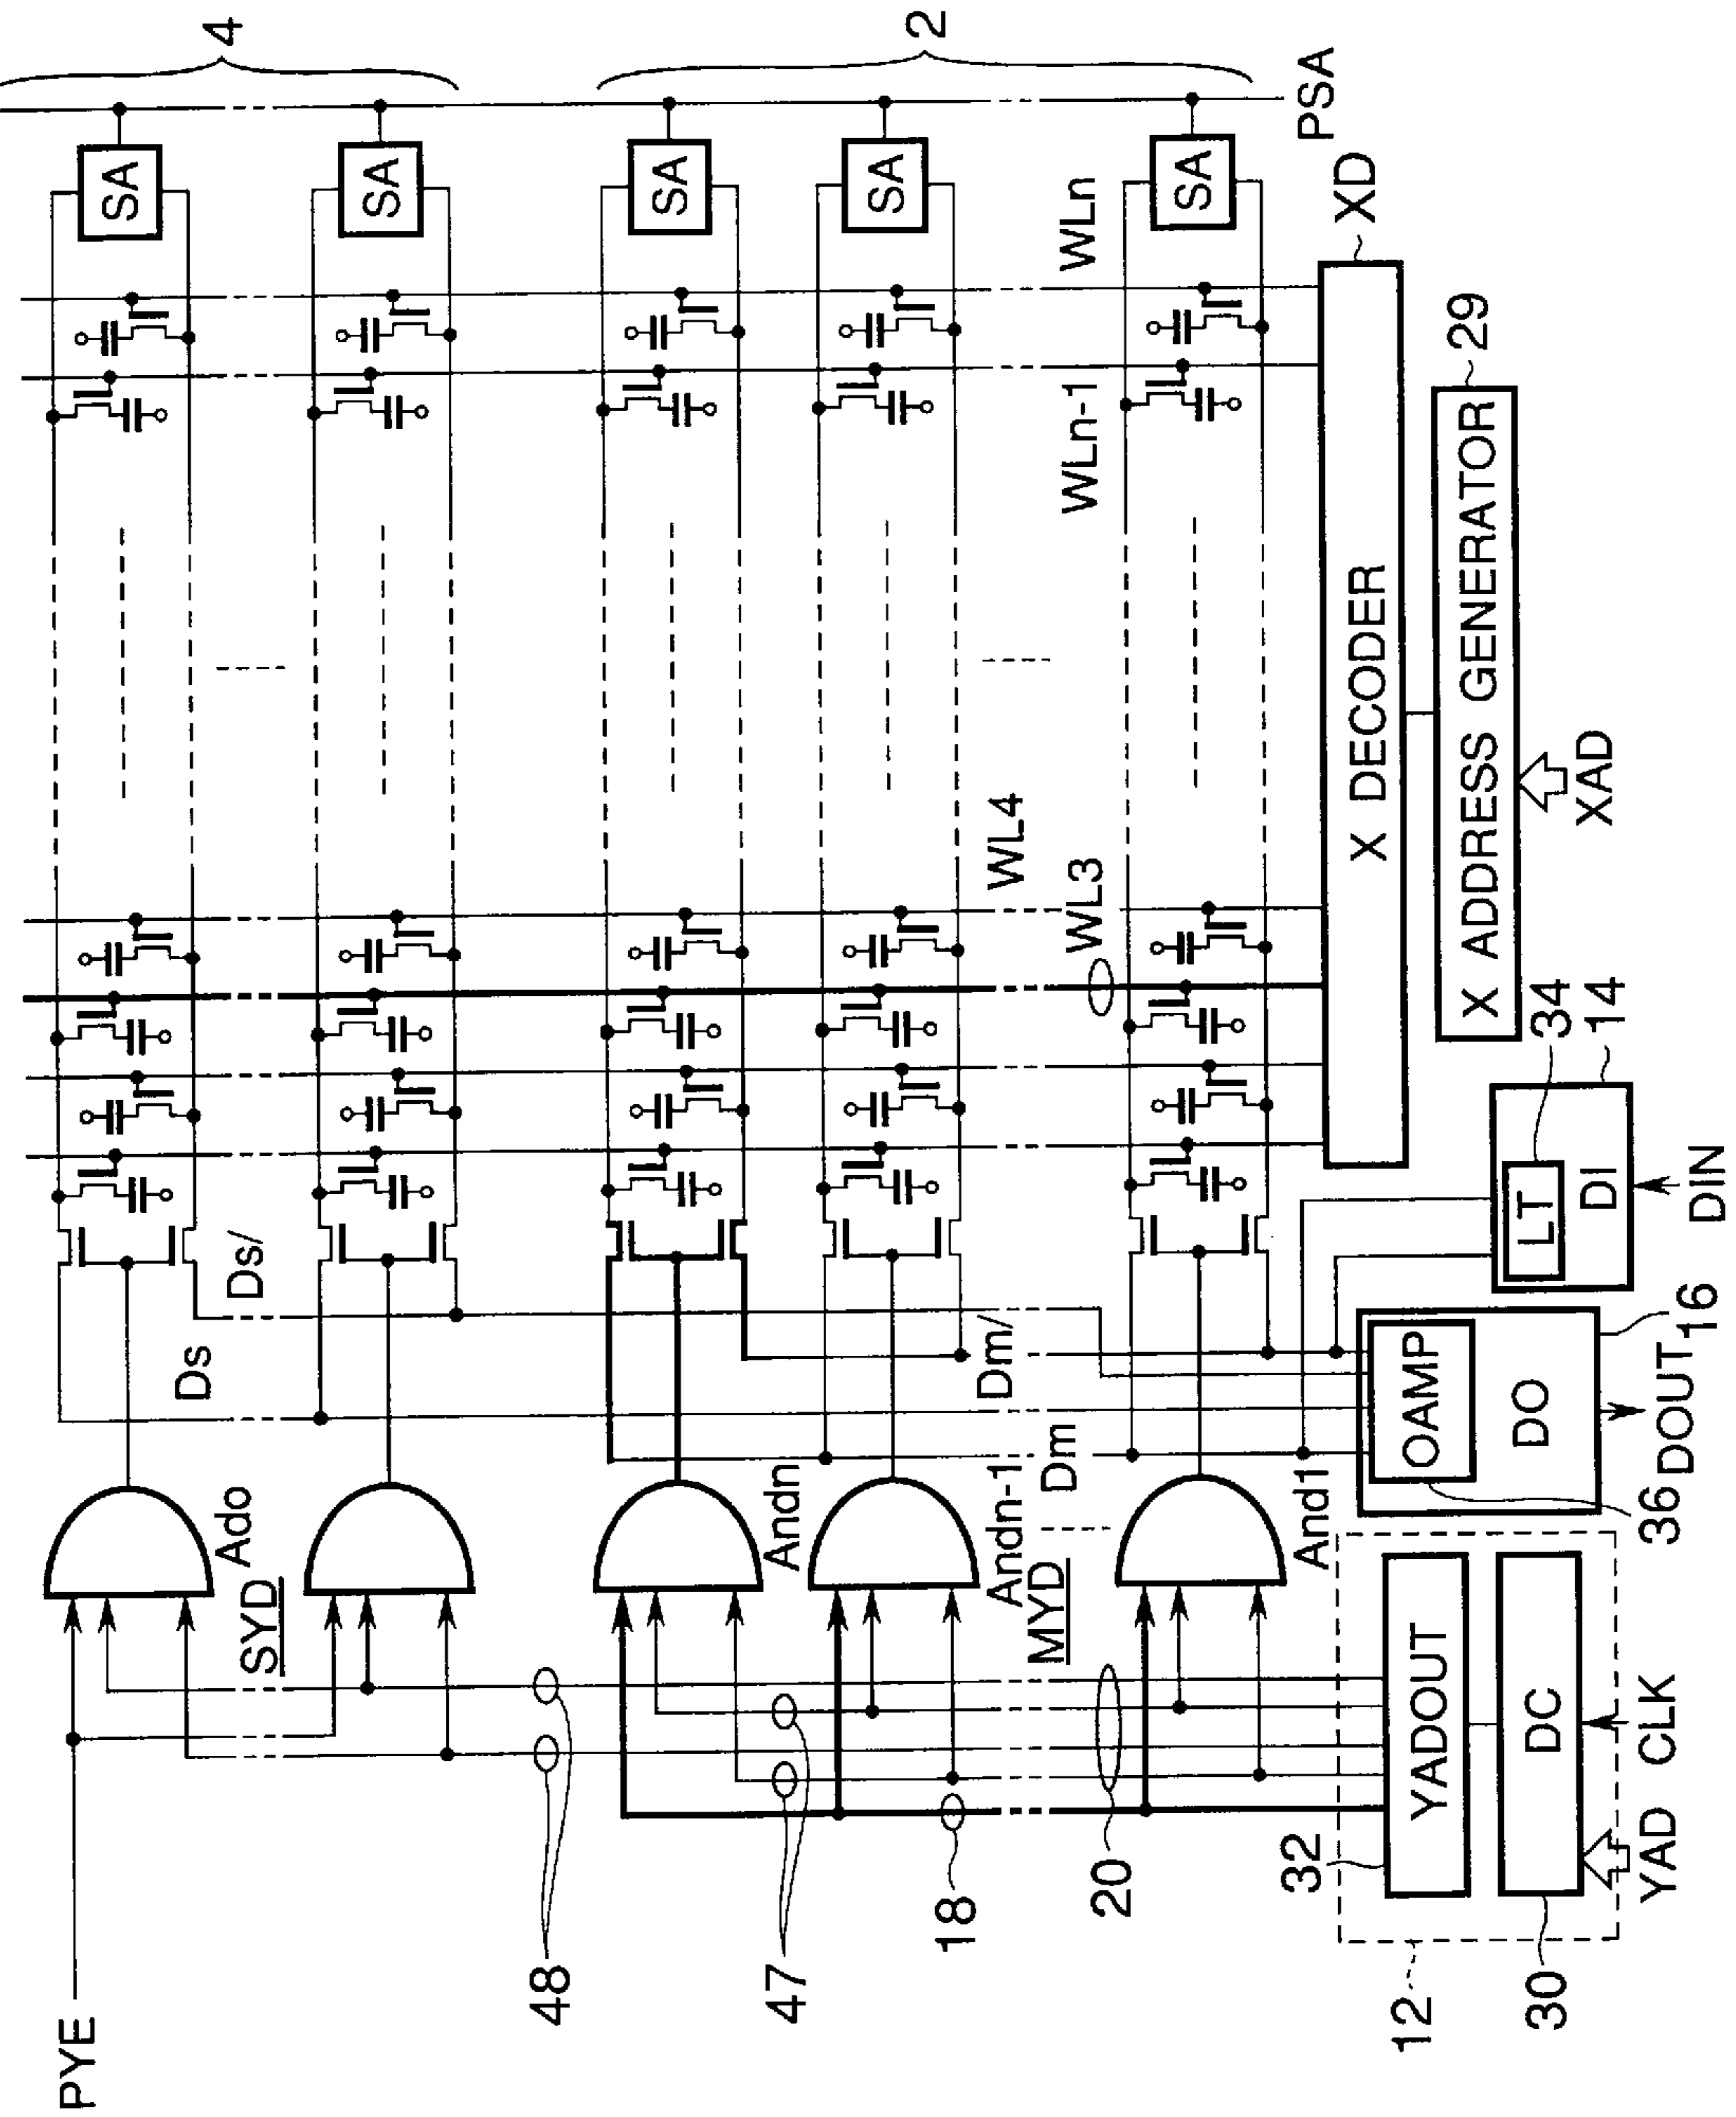 4
2
PSA
SA
SA
SA
SA
SA
WLn
XD
WLn-1
29
WL4
WL3
X DECODER
X ADDRESS GENERATOR
XAD
34
14
LT
DI
DIN
Ds/
Ds
Dm/
Dm
OAMP
DO
16
DOUT
36
Ado
SYD
Andn
Andn-1
MYD
And1
YADOUT
DC
CLK
YAD
32
20
18
47
48
12
30
PYE